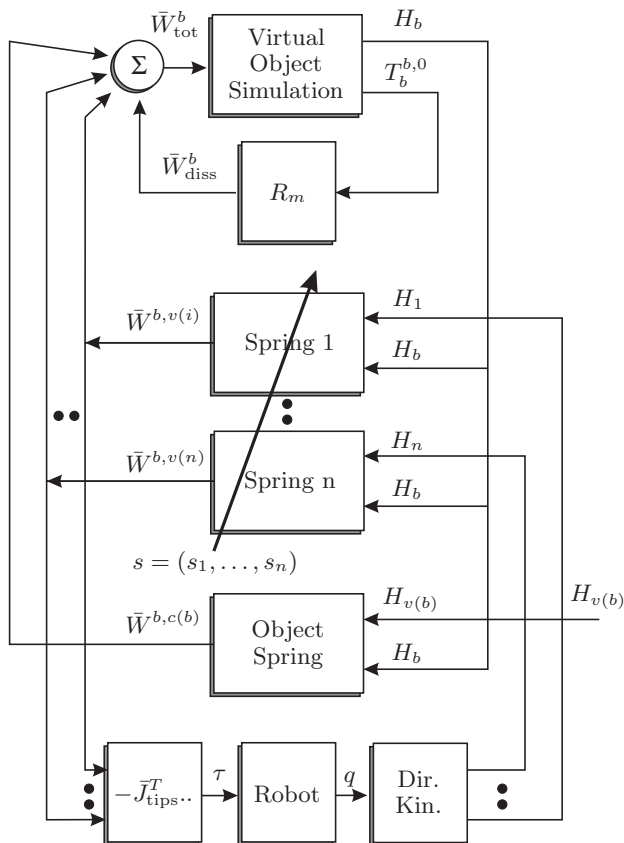 W̄ᵇ_tot
Virtual
Object
Simulation
H_b
T_b^{b,0}
Σ
W̄ᵇ_diss
R_m
W̄^{b,v(i)}
Spring 1
H_1
H_b
W̄^{b,v(n)}
Spring n
H_n
H_b
s = (s_1, . . . , s_n)
W̄^{b,c(b)}
Object
Spring
H_{v(b)}
H_b
H_{v(b)}
−J̄^T_tips..
τ
Robot
q
Dir.
Kin.